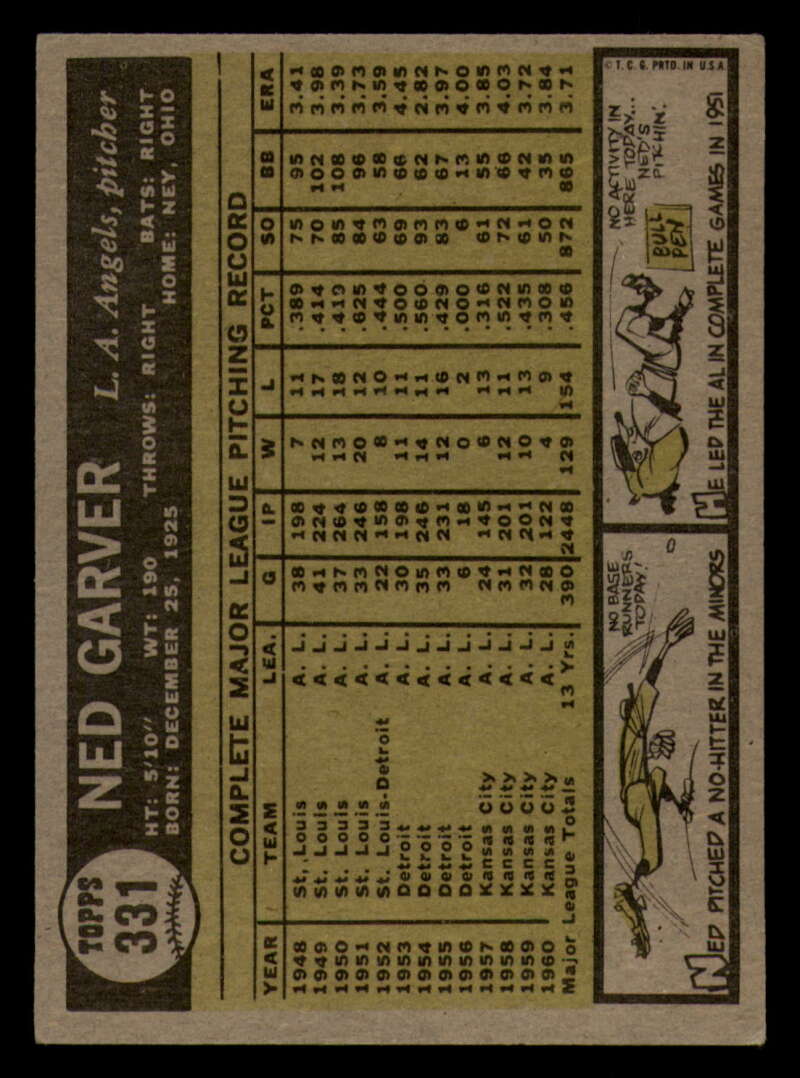 TOPPS
331
NED GARVER L. A. Angels, pitcher
HT: 5'10" WT: 190 THROWS: RIGHT BATS: RIGHT
BORN: DECEMBER 25, 1925 HOME: NEY, OHIO
COMPLETE MAJOR LEAGUE PITCHING RECORD
YEAR TEAM LEA. G IP W L PCT SO BB ERA
1948 St. Louis A. L. 38 198 7 11 .389 75 95 3.41
1949 St. Louis A. L. 41 224 12 17 .414 70 102 3.98
1950 St. Louis A. L. 37 264 13 18 .419 85 108 3.39
1951 St. Louis A. L. 33 246 20 12 .625 84 96 3.73
1952 St. Louis-Detroit A. L. 22 158 8 10 .444 63 58 3.59
1953 Detroit A. L. 30 198 11 11 .500 69 66 4.45
1954 Detroit A. L. 35 246 14 11 .560 93 62 2.82
1955 Detroit A. L. 33 231 12 16 .429 83 67 3.97
1956 Detroit A. L. 6 18 0 2 .000 6 13 4.00
1957 Kansas City A. L. 24 145 6 13 .316 61 55 3.85
1958 Kansas City A. L. 31 201 12 11 .522 72 66 4.03
1959 Kansas City A. L. 32 201 10 13 .435 61 42 3.72
1960 Kansas City A. L. 28 122 4 9 .308 50 35 3.84
Major League Totals 13 Yrs. 390 2448 129 154 .456 872 865 3.71
NO BASE
RUNNERS
TODAY!
NED PITCHED A NO-HITTER IN THE MINORS
© T. C. G. PRTD. IN U.S.A.
NO ACTIVITY IN
HERE TODAY...
NED'S
PITCHIN'.
BULL
PEN
HE LED THE AL IN COMPLETE GAMES IN 1951